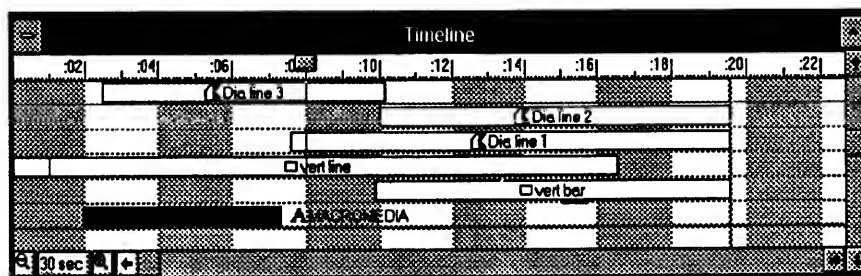 Timeline
:02 :04 :06 :0 :10 :12 :14 :16 :18 :20 :22
Dia line 3
Dia line 2
Dia line 1
vert line
vert bar
A MACROMEDIA
30 sec